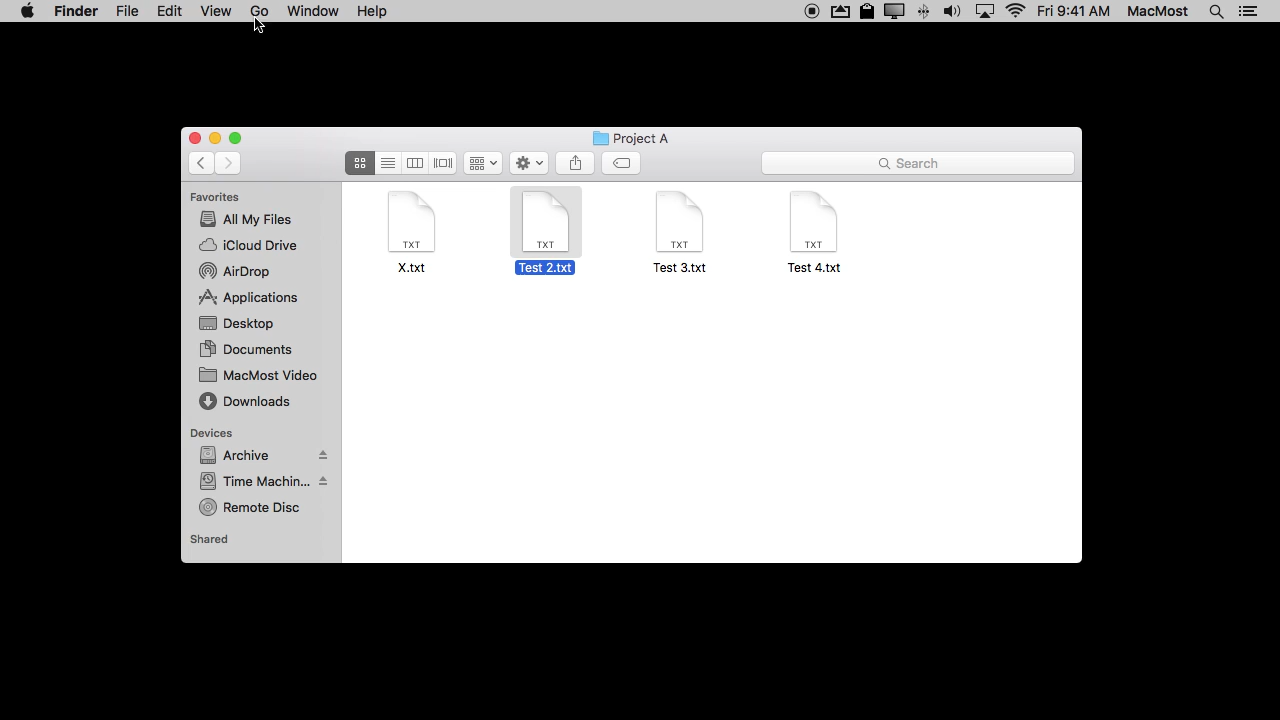 Finder File Edit View Go Window Help Fri 9:41 AM MacMost
Project A
Search
Favorites
All My Files
iCloud Drive
AirDrop
Applications
Desktop
Documents
MacMost Video
Downloads
Devices
Archive
Time Machin...
Remote Disc
Shared
TXT TXT TXT TXT
X.txt Test 2.txt Test 3.txt Test 4.txt